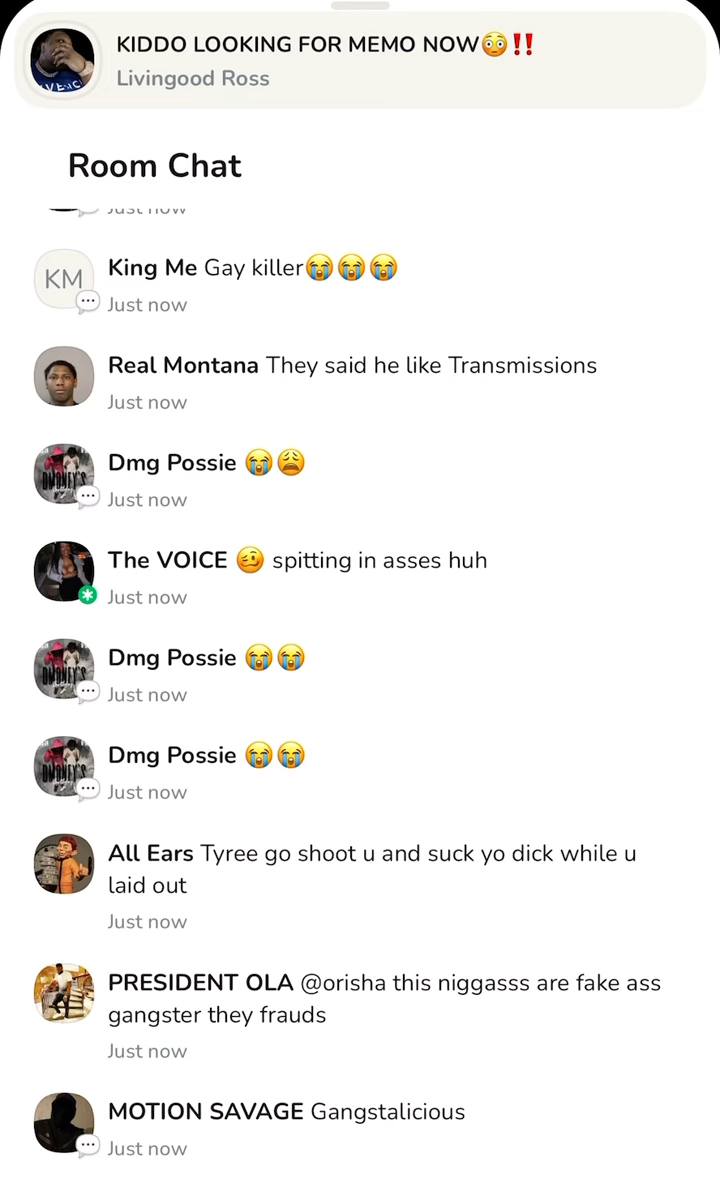 KIDDO LOOKING FOR MEMO NOW😳‼️
Livingood Ross
Room Chat
Just now
KM
King Me Gay killer😭😭😭
Just now
Real Montana They said he like Transmissions
Just now
Dmg Possie 😭😩
Just now
The VOICE 🥴 spitting in asses huh
Just now
Dmg Possie 😭😭
Just now
Dmg Possie 😭😭
Just now
All Ears Tyree go shoot u and suck yo dick while u
laid out
Just now
PRESIDENT OLA @orisha this niggasss are fake ass
gangster they frauds
Just now
MOTION SAVAGE Gangstalicious
Just now